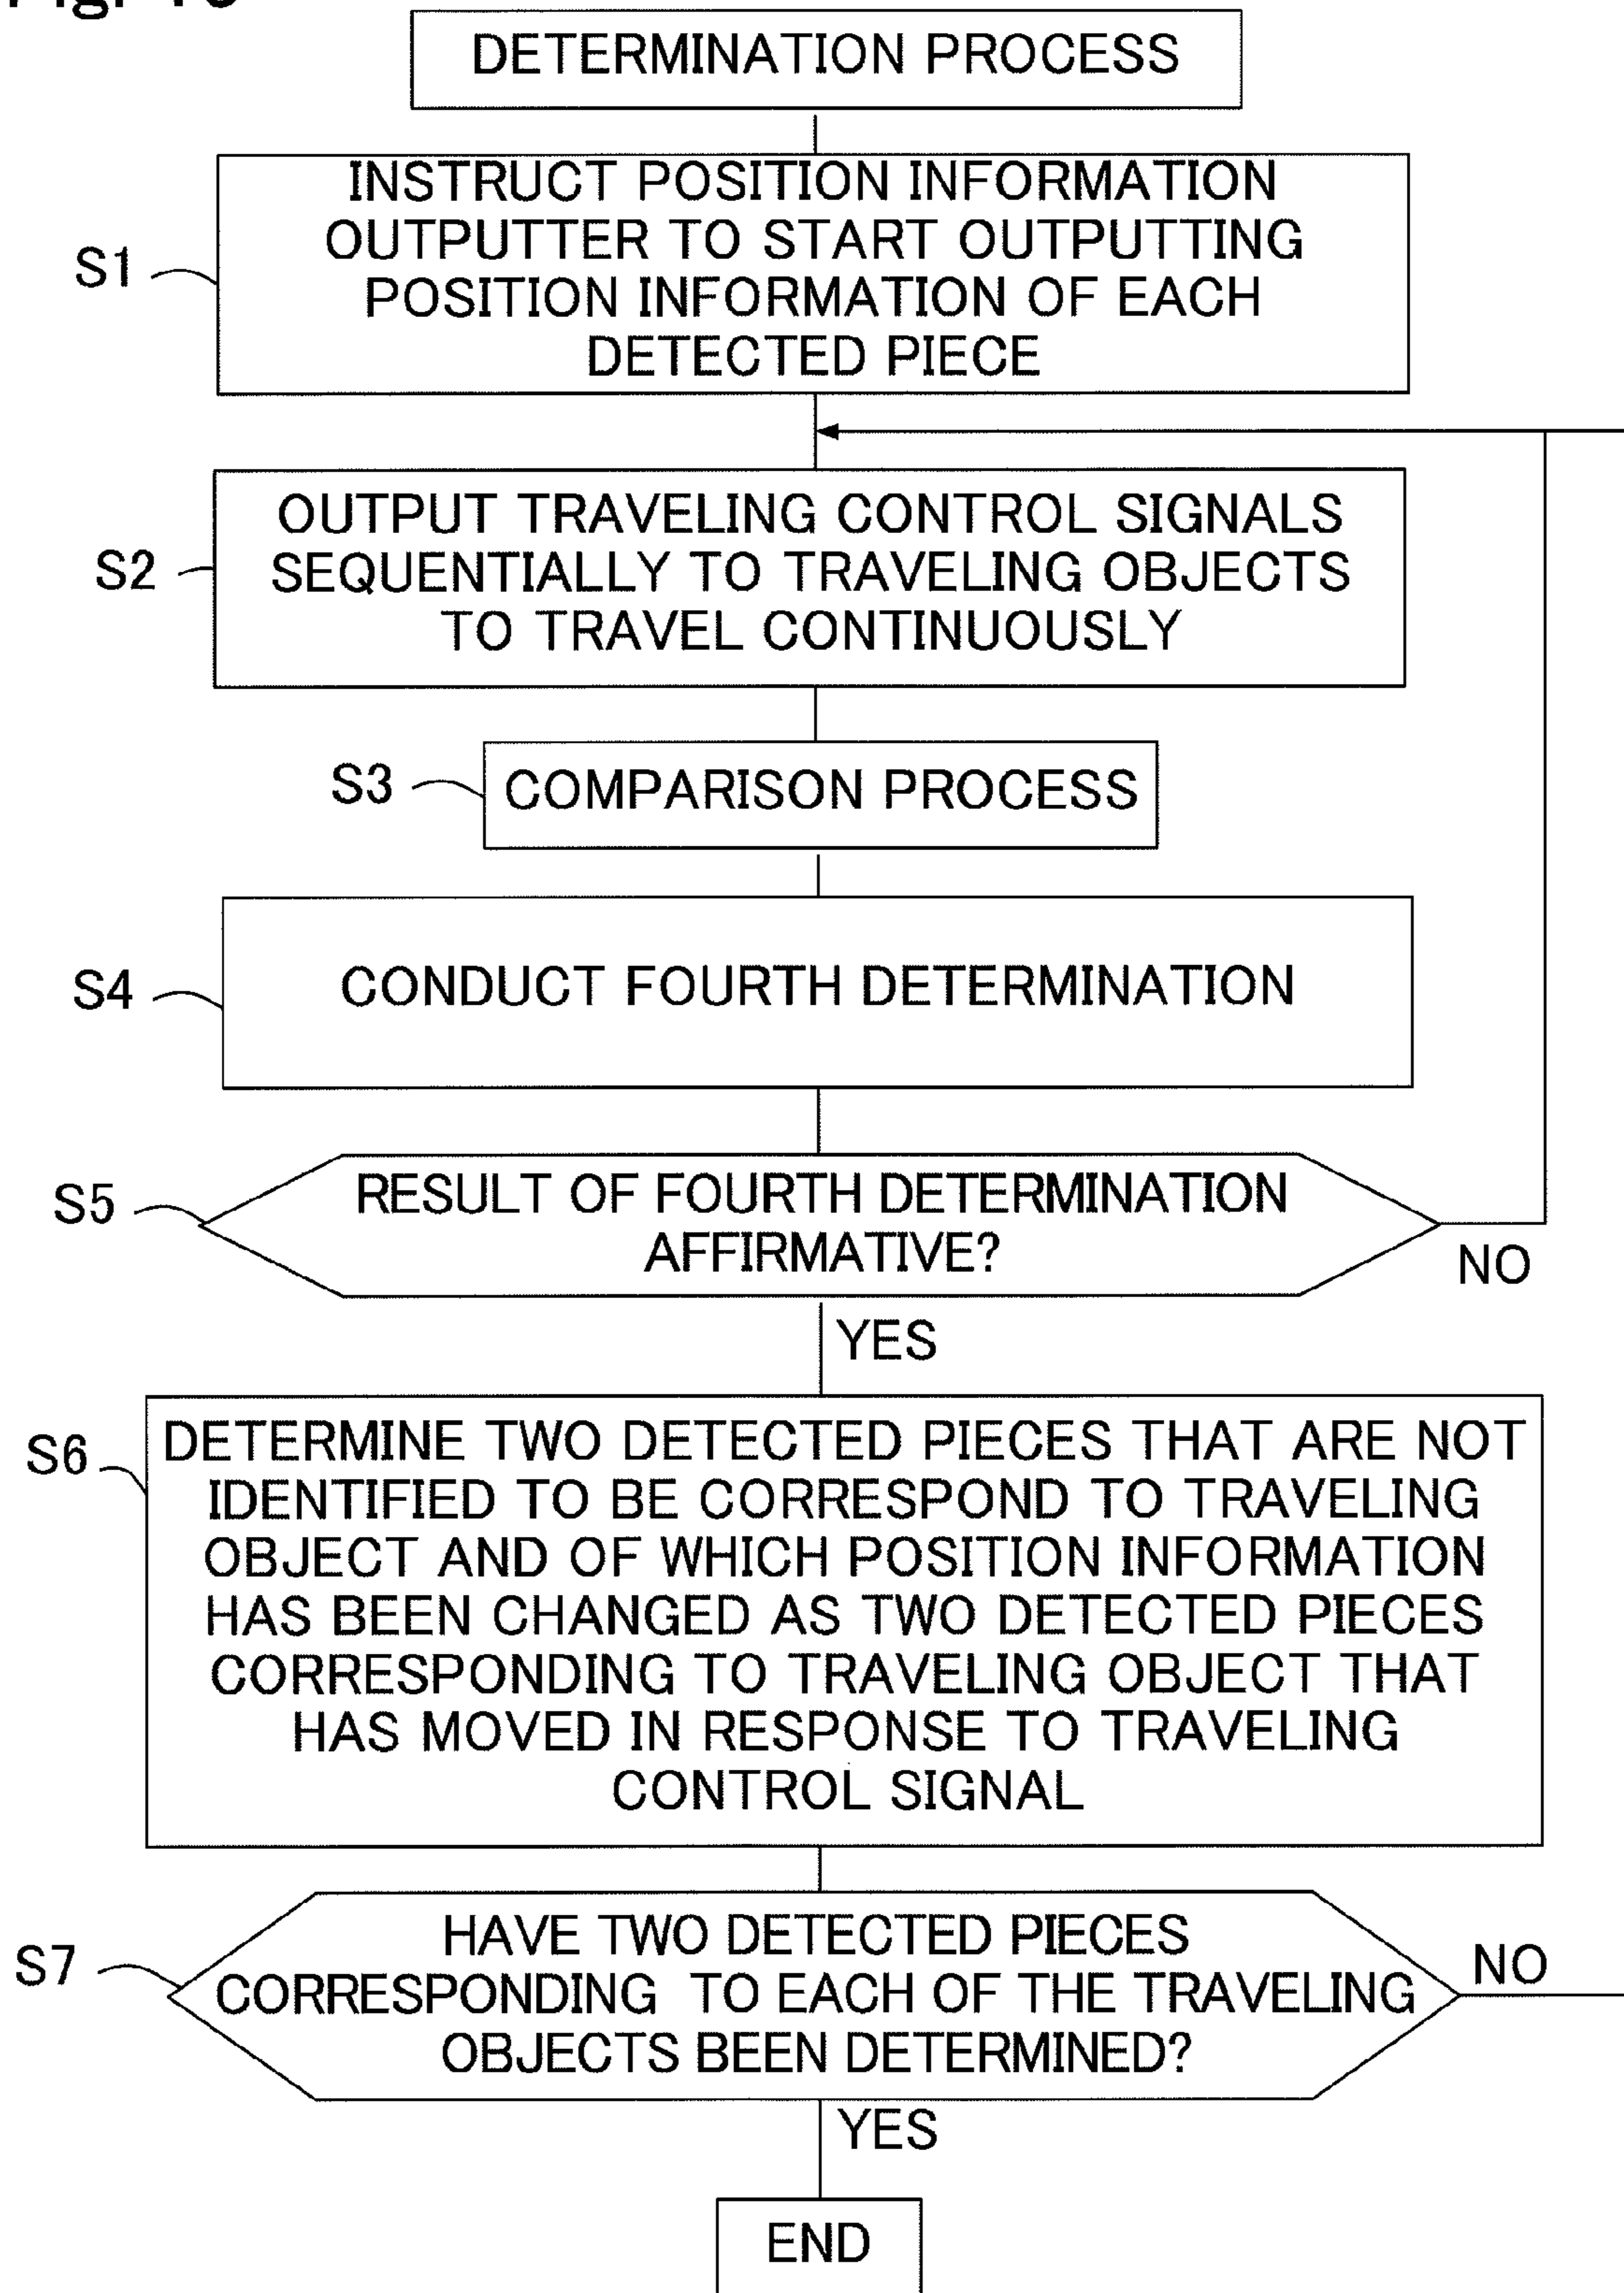 DETERMINATION PROCESS
S1
INSTRUCT POSITION INFORMATION
OUTPUTTER TO START OUTPUTTING
POSITION INFORMATION OF EACH
DETECTED PIECE
S2
OUTPUT TRAVELING CONTROL SIGNALS
SEQUENTIALLY TO TRAVELING OBJECTS
TO TRAVEL CONTINUOUSLY
S3
COMPARISON PROCESS
S4
CONDUCT FOURTH DETERMINATION
S5
RESULT OF FOURTH DETERMINATION
AFFIRMATIVE?
NO
YES
S6
DETERMINE TWO DETECTED PIECES THAT ARE NOT
IDENTIFIED TO BE CORRESPOND TO TRAVELING
OBJECT AND OF WHICH POSITION INFORMATION
HAS BEEN CHANGED AS TWO DETECTED PIECES
CORRESPONDING TO TRAVELING OBJECT THAT
HAS MOVED IN RESPONSE TO TRAVELING
CONTROL SIGNAL
S7
HAVE TWO DETECTED PIECES
CORRESPONDING TO EACH OF THE TRAVELING
OBJECTS BEEN DETERMINED?
NO
YES
END